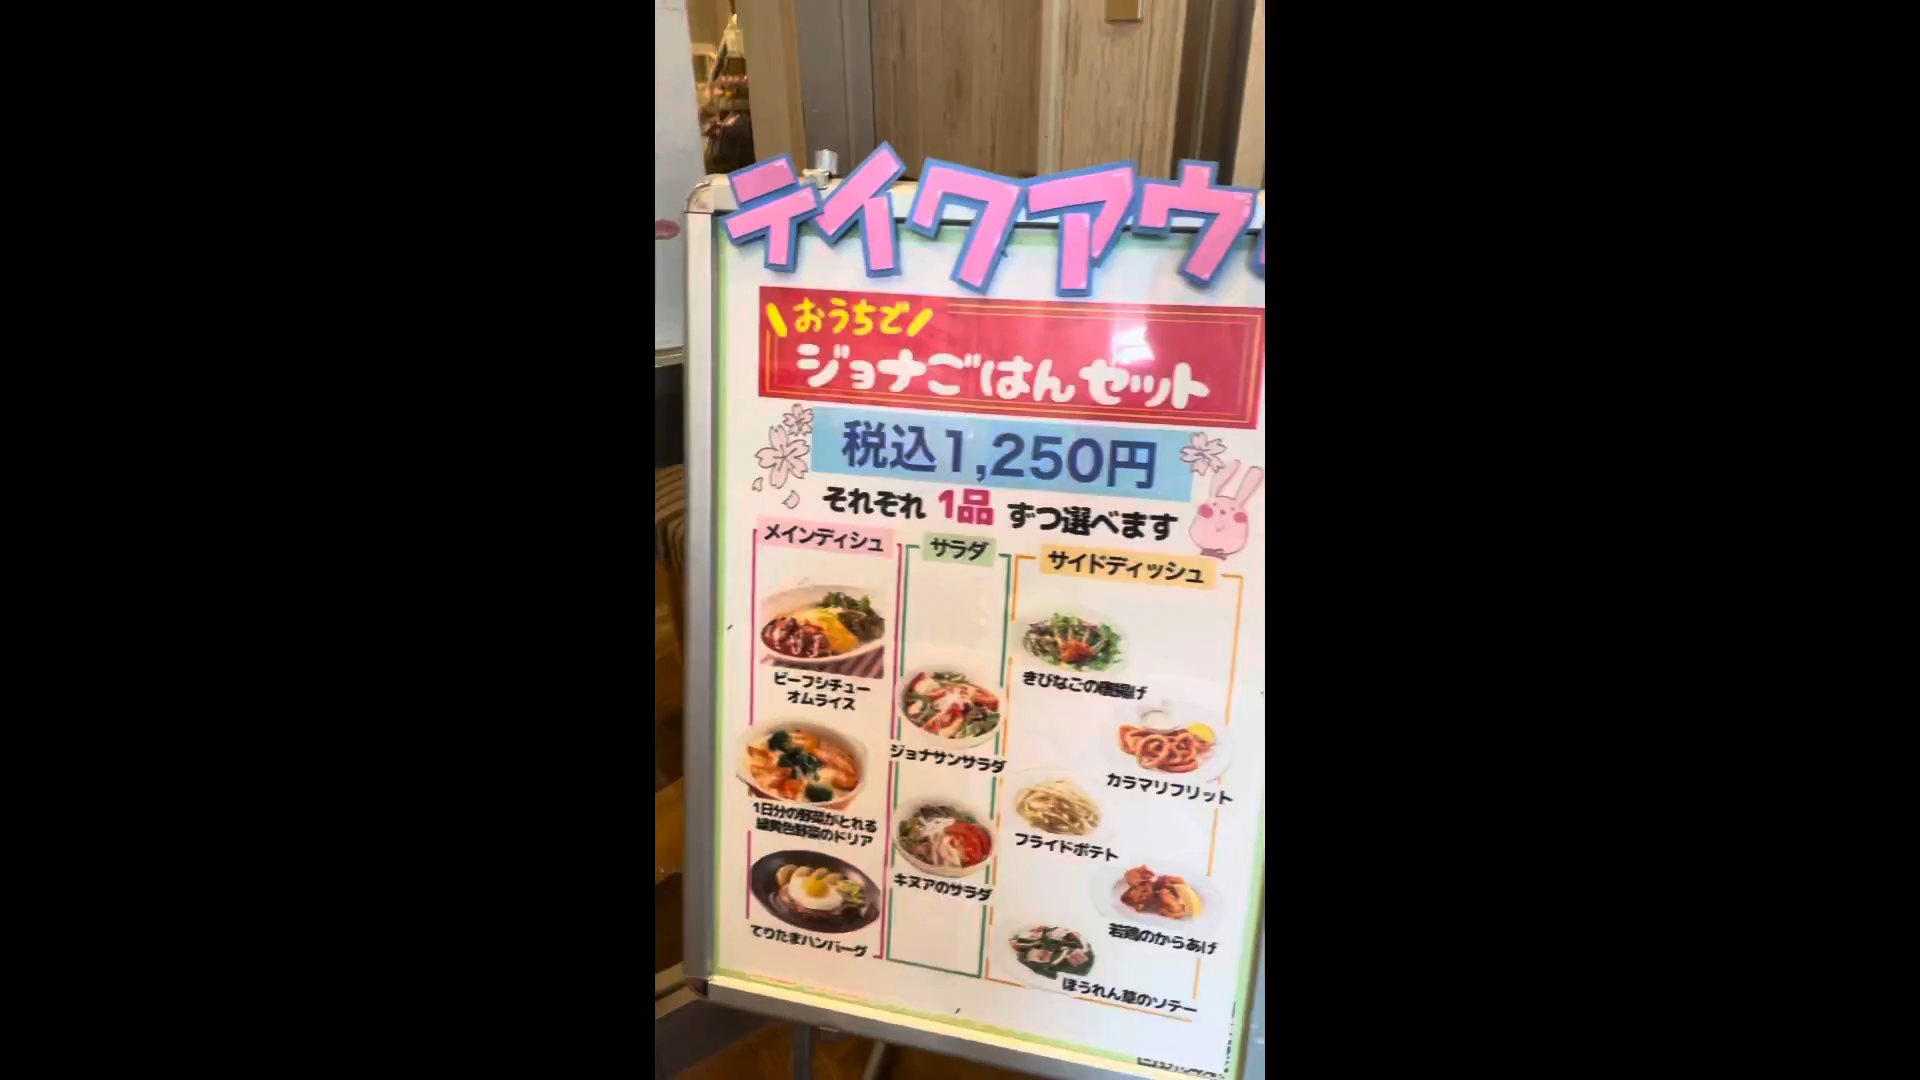 テイクアウ
おうちで
ジョナごはんセット
税込1,250円
それぞれ 1品 ずつ選べます
メインディシュ
ビーフシチュー
オムライス
1日分の野菜がとれる
緑黄色野菜のドリア
てりたまハンバーグ
サラダ
ジョナサンサラダ
キヌアのサラダ
サイドディッシュ
きびなごの唐揚げ
カラマリフリット
フライドポテト
若鶏のからあげ
ほうれん草のソテー